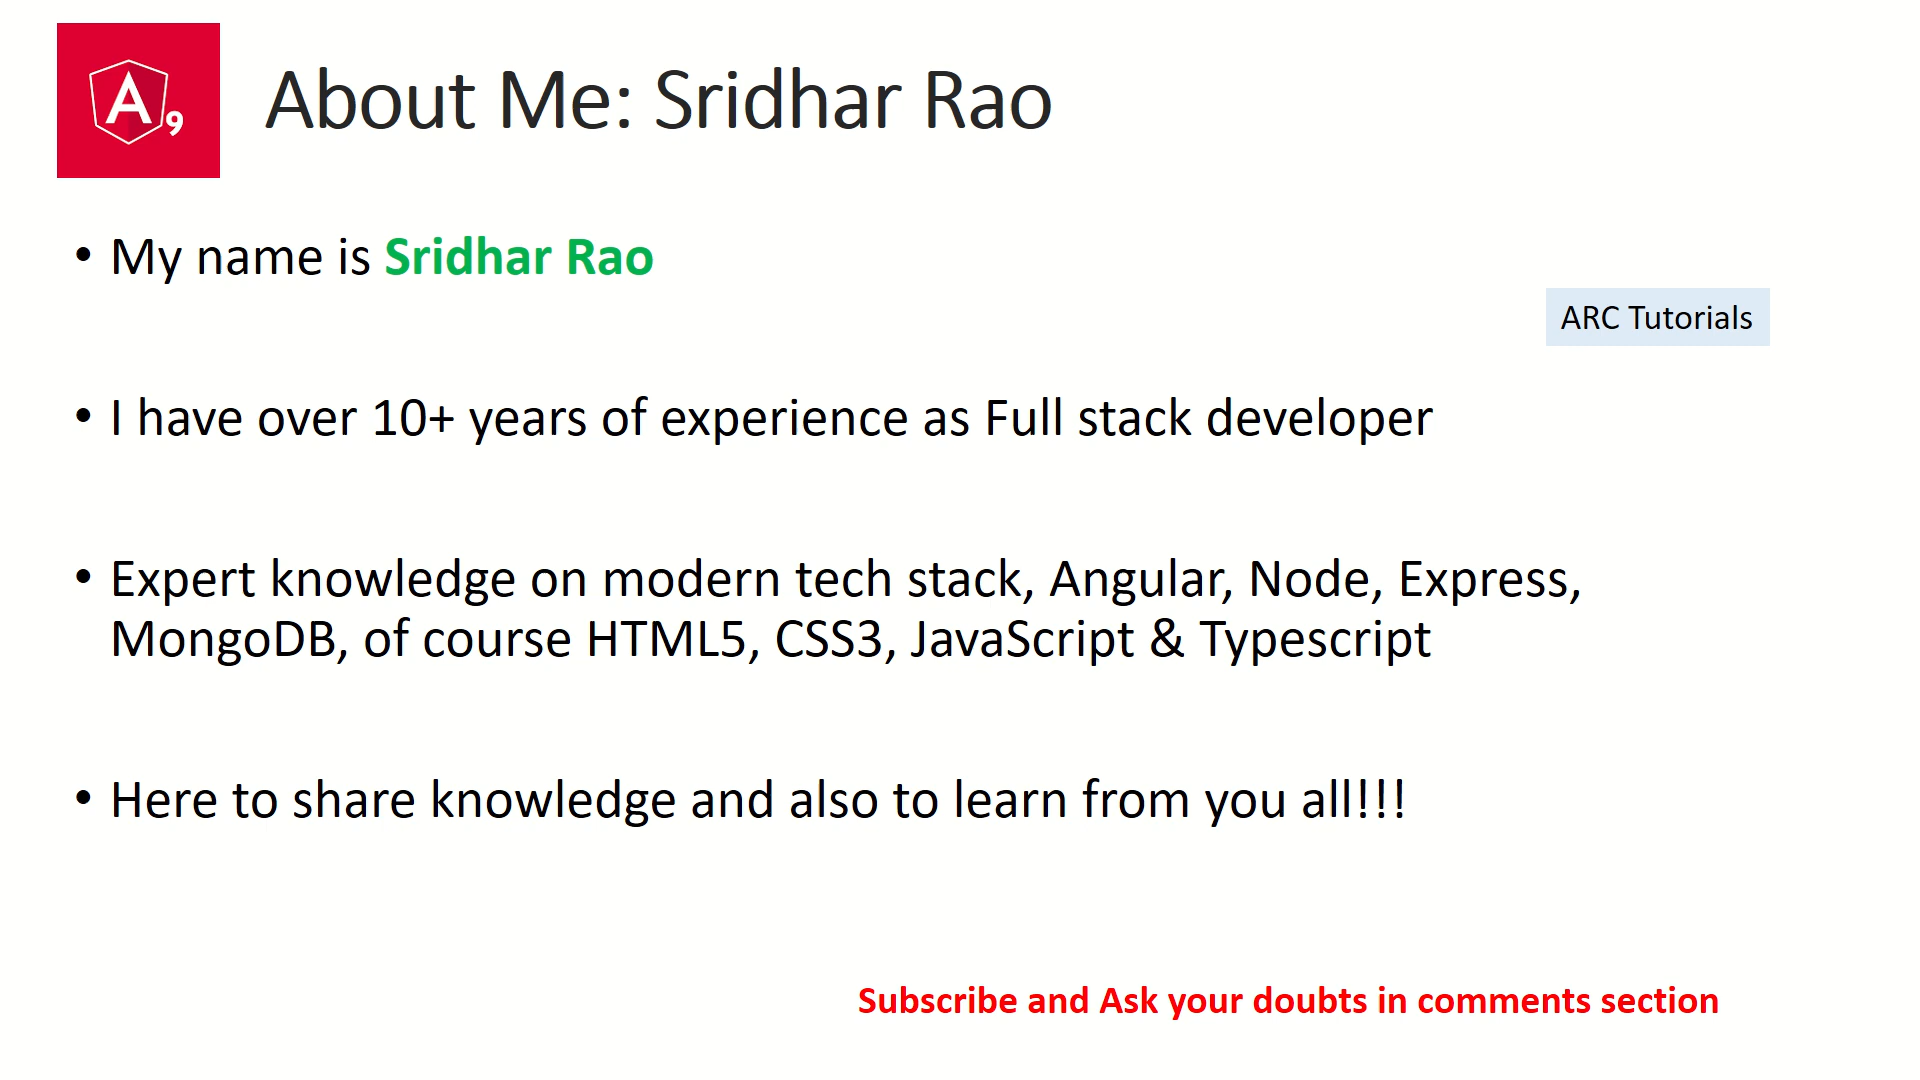 A9
About Me: Sridhar Rao
• My name is Sridhar Rao
ARC Tutorials
• I have over 10+ years of experience as Full stack developer
• Expert knowledge on modern tech stack, Angular, Node, Express,
MongoDB, of course HTML5, CSS3, JavaScript & Typescript
• Here to share knowledge and also to learn from you all!!!
Subscribe and Ask your doubts in comments section